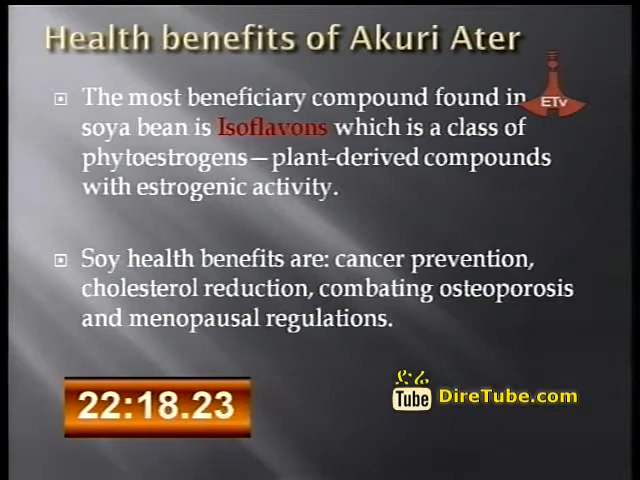 Health benefits of Akuri Ater
The most beneficiary compound found in
ETV
soya bean is Isoflavons which is a class of
phytoestrogens—plant-derived compounds
with estrogenic activity.
Soy health benefits are: cancer prevention,
cholesterol reduction, combating osteoporosis
and menopausal regulations.
22:18.23
ድሬ
Tube DireTube.com